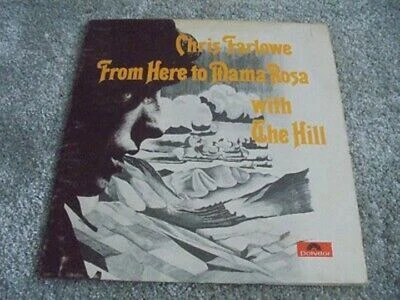 Chris Farlowe
From Here to Mama Rosa
with
The Hill
Polydor